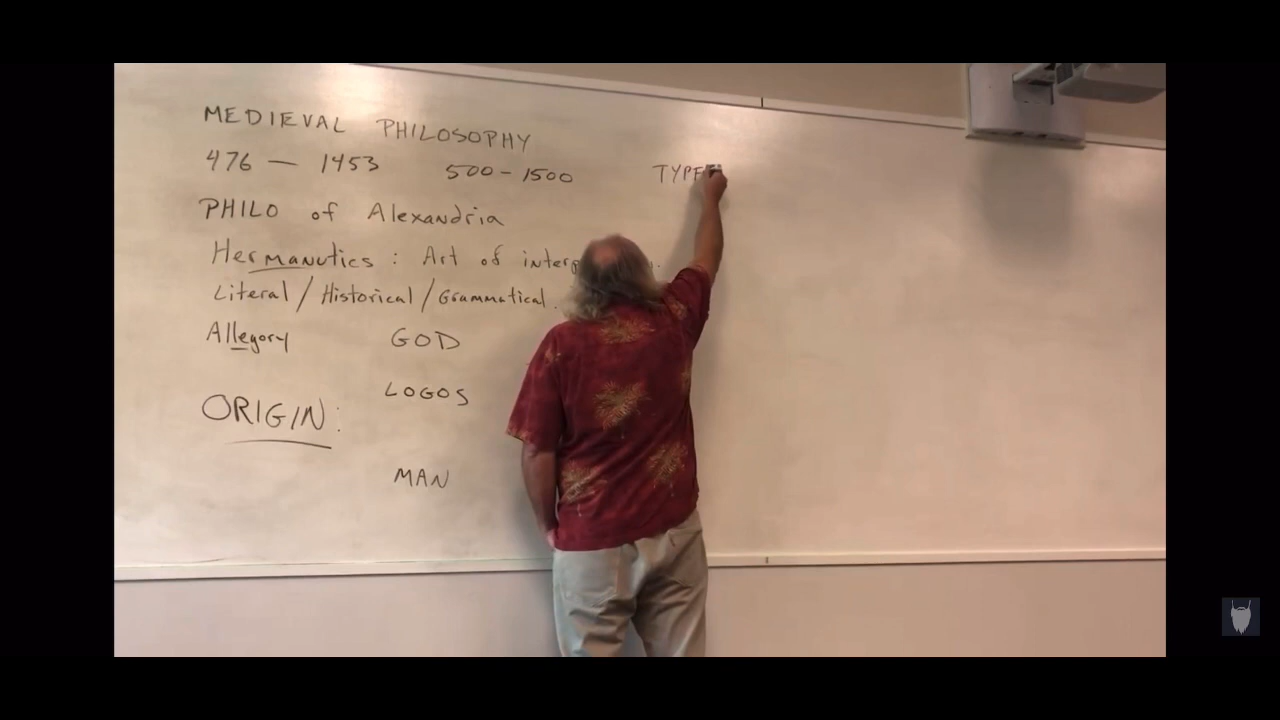 MEDIEVAL PHILOSOPHY
476 — 1453 500 - 1500 TYPE
PHILO of Alexandria
Hermanutics : Art of
Literal / Historical / Grammatical.
Allegory GOD
LOGOS
ORIGIN:
MAN